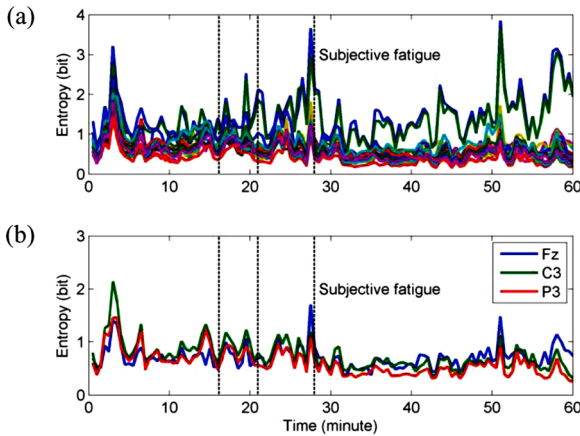 (a)
Entropy (bit)
4
3
2
1
0
Subjective fatigue
0 10 20 30 40 50 60
(b)
Entropy (bit)
3
2
1
0
Subjective fatigue
Fz
C3
P3
0 10 20 30 40 50 60
Time (minute)